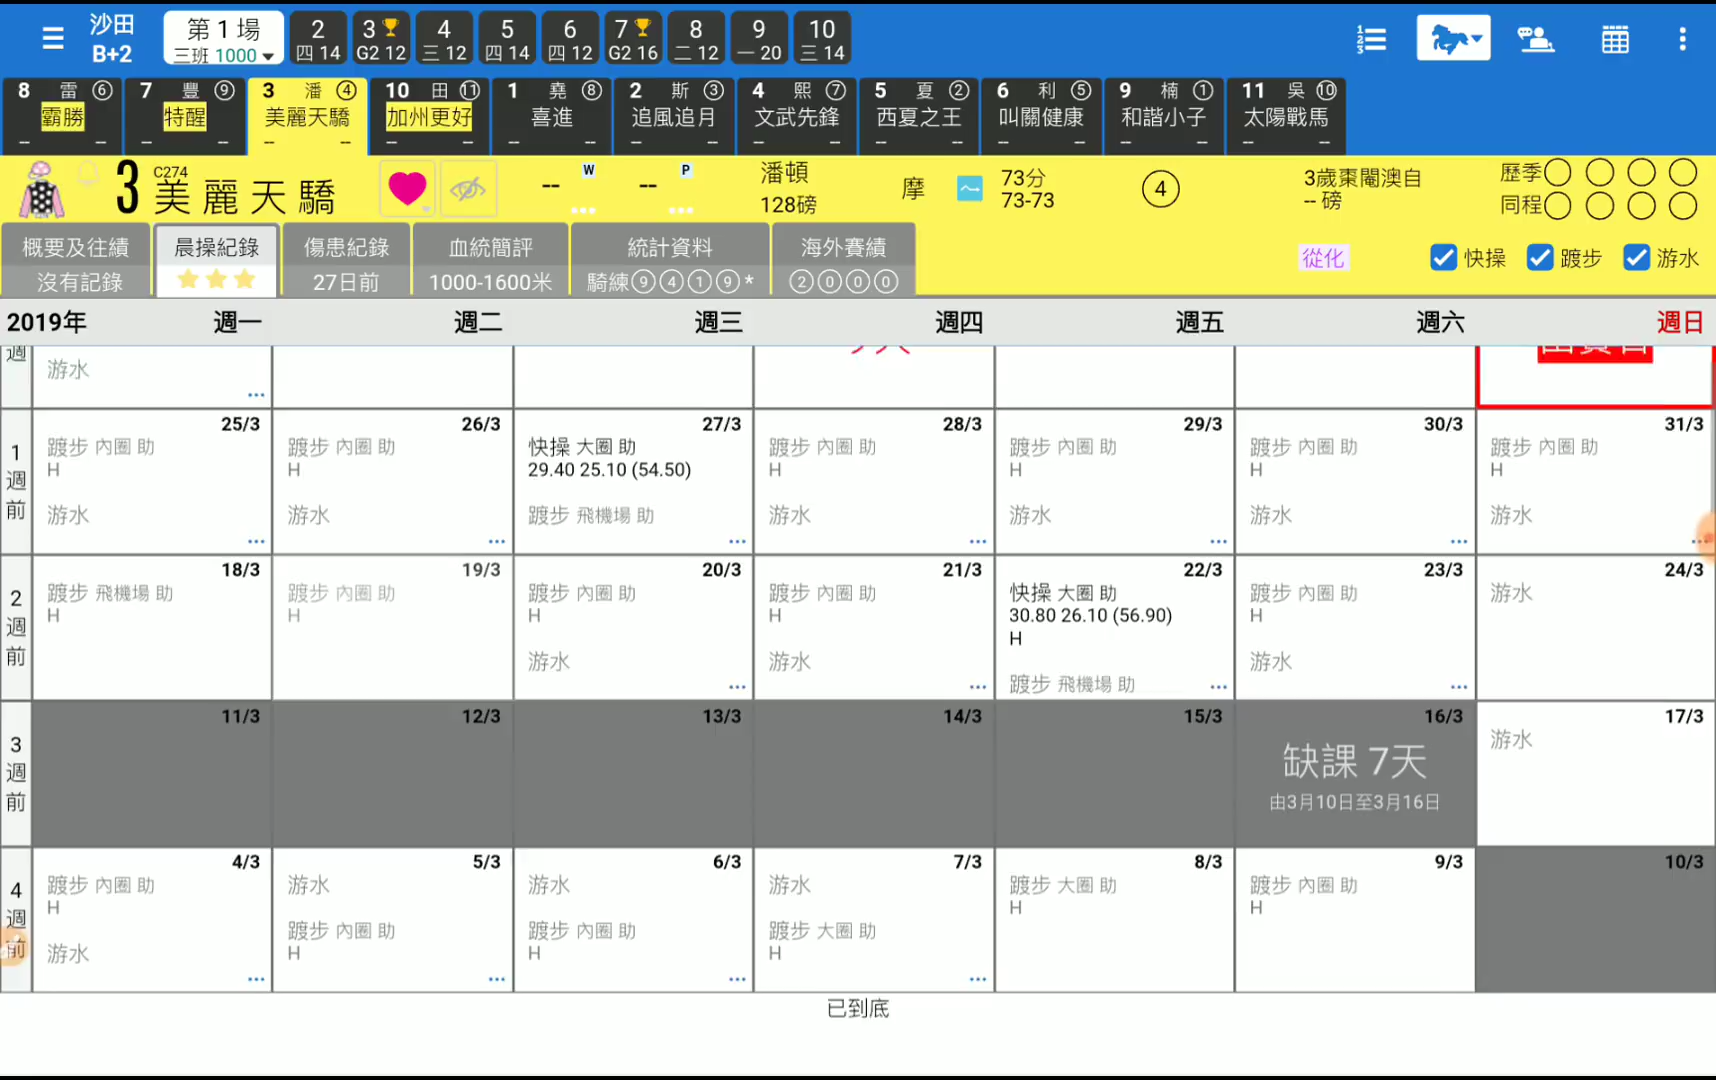 沙田
B+2
第 1 場
三班 1000
2
四 14
3
G2 12
4
三 12
5
四 14
6
四 12
7
G2 16
8
二 12
9
一 20
10
三 14
8 雷 ⑥
霸勝
-- --
7 豐 ⑨
特醒
-- --
3 潘 ④
美麗天驕
-- --
10 田 ⑪
加州更好
-- --
1 堯 ⑧
喜進
-- --
2 斯 ③
追風追月
-- --
4 熙 ⑦
文武先鋒
-- --
5 夏 ②
西夏之王
-- --
6 利 ⑤
叫關健康
-- --
9 楠 ①
和諧小子
-- --
11 吳 ⑩
太陽戰馬
-- --
3
C274
美麗天驕
-- W
-- P
潘頓
128磅
摩
73分
73-73
④
3歲棗閹澳自
-- 磅
歷季
同程
概要及往績
沒有記錄
晨操紀錄
傷患紀錄
27日前
血統簡評
1000-1600米
統計資料
騎練⑨④①⑨*
海外賽績
②⓪⓪⓪
從化
快操
踱步
游水
2019年 週一 週二 週三 週四 週五 週六 週日
週
游水
...
1週前
25/3
踱步 內圈 助
H
游水
...
26/3
踱步 內圈 助
H
游水
...
27/3
快操 大圈 助
29.40 25.10 (54.50)
踱步 飛機場 助
...
28/3
踱步 內圈 助
H
游水
...
29/3
踱步 內圈 助
H
游水
...
30/3
踱步 內圈 助
H
游水
...
31/3
踱步 內圈 助
H
游水
...
2週前
18/3
踱步 飛機場 助
H
19/3
踱步 內圈 助
H
20/3
踱步 內圈 助
H
游水
...
21/3
踱步 內圈 助
H
游水
...
22/3
快操 大圈 助
30.80 26.10 (56.90)
H
踱步 飛機場 助
...
23/3
踱步 內圈 助
H
游水
...
24/3
游水
3週前
11/3
12/3
13/3
14/3
15/3
16/3
缺課 7天
由3月10日至3月16日
17/3
游水
4週前
4/3
踱步 內圈 助
H
游水
...
5/3
游水
踱步 內圈 助
H
...
6/3
游水
踱步 內圈 助
H
...
7/3
游水
踱步 大圈 助
H
...
8/3
踱步 大圈 助
H
9/3
踱步 內圈 助
H
10/3
已到底